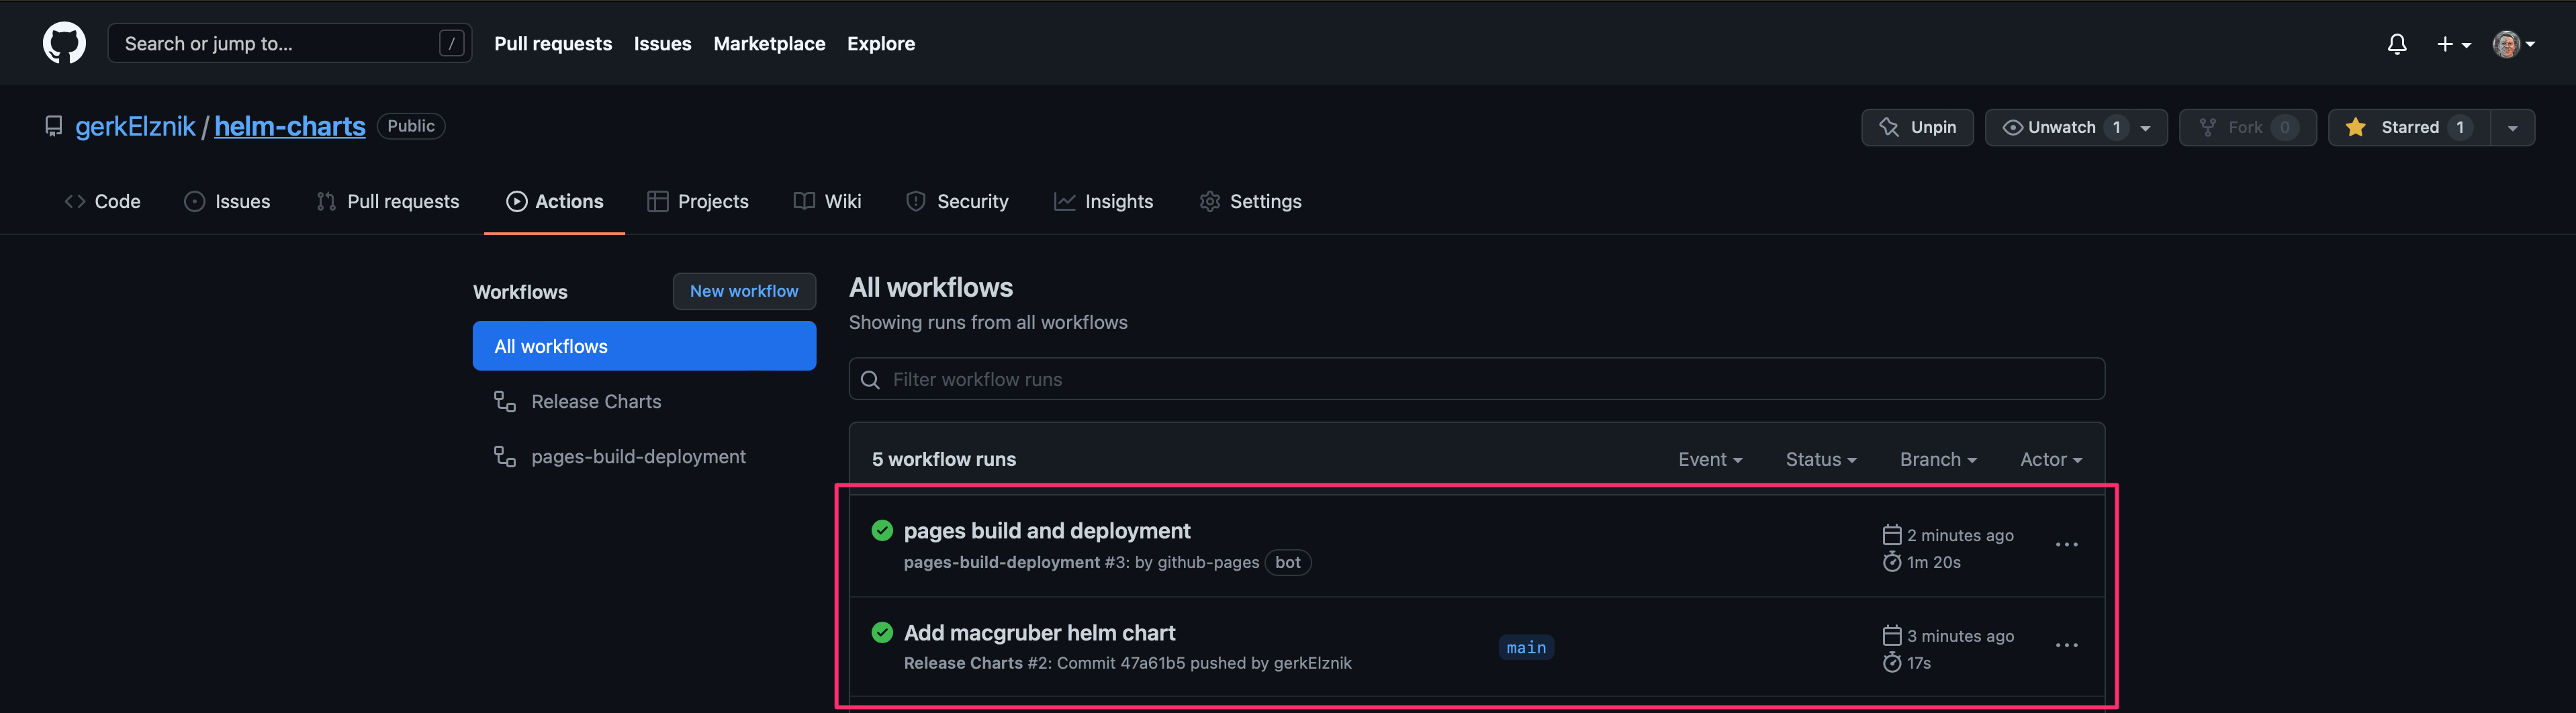 Search or jump to... / Pull requests Issues Marketplace Explore
gerkElznik / helm-charts Public Unpin Unwatch 1 Fork 0 Starred 1
Code Issues Pull requests Actions Projects Wiki Security Insights Settings
Workflows New workflow
All workflows
Release Charts
pages-build-deployment
All workflows
Showing runs from all workflows
Filter workflow runs
5 workflow runs Event Status Branch Actor
pages build and deployment
pages-build-deployment #3: by github-pages bot
2 minutes ago
1m 20s
Add macgruber helm chart
Release Charts #2: Commit 47a61b5 pushed by gerkElznik
main
3 minutes ago
17s